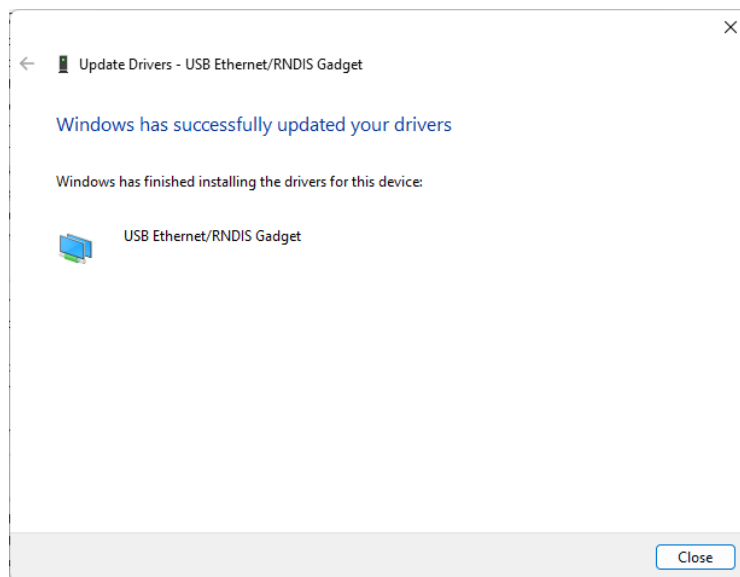 Update Drivers - USB Ethernet/RNDIS Gadget
Windows has successfully updated your drivers
Windows has finished installing the drivers for this device:
USB Ethernet/RNDIS Gadget
Close